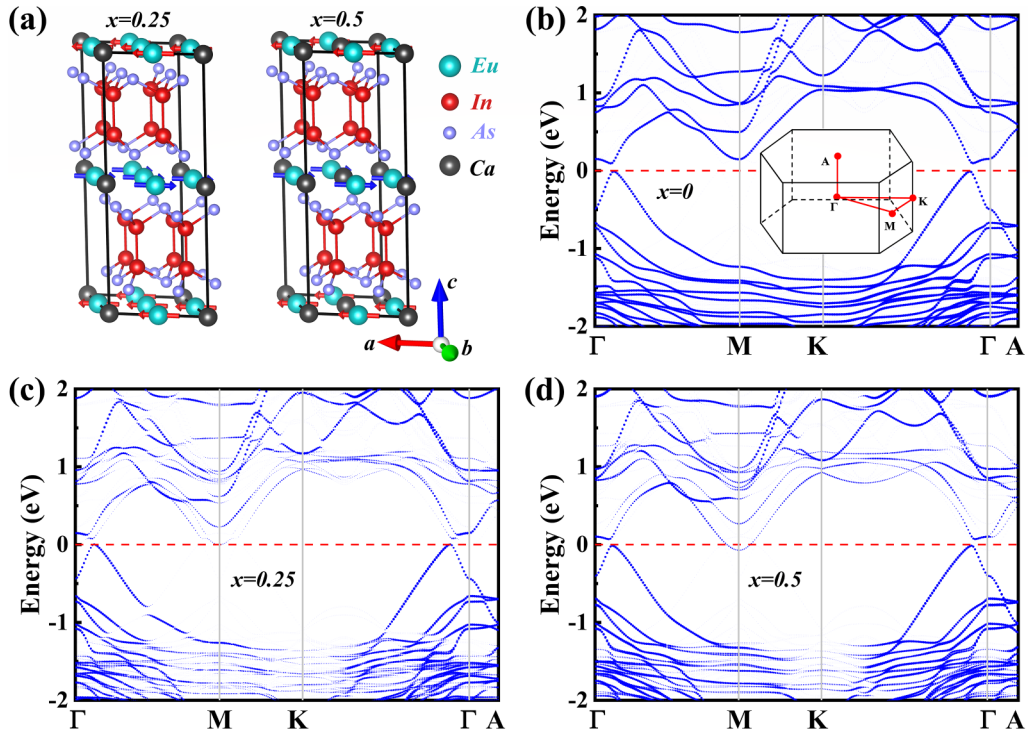 (a)
x=0.25
x=0.5
Eu
In
As
Ca
c
a
b
(b)
Energy (eV)
2
1
0
-1
-2
x=0
A
Γ
K
M
Γ
M
K
Γ
A
(c)
Energy (eV)
2
1
0
-1
-2
x=0.25
Γ
M
K
Γ
A
(d)
Energy (eV)
2
1
0
-1
-2
x=0.5
Γ
M
K
Γ
A